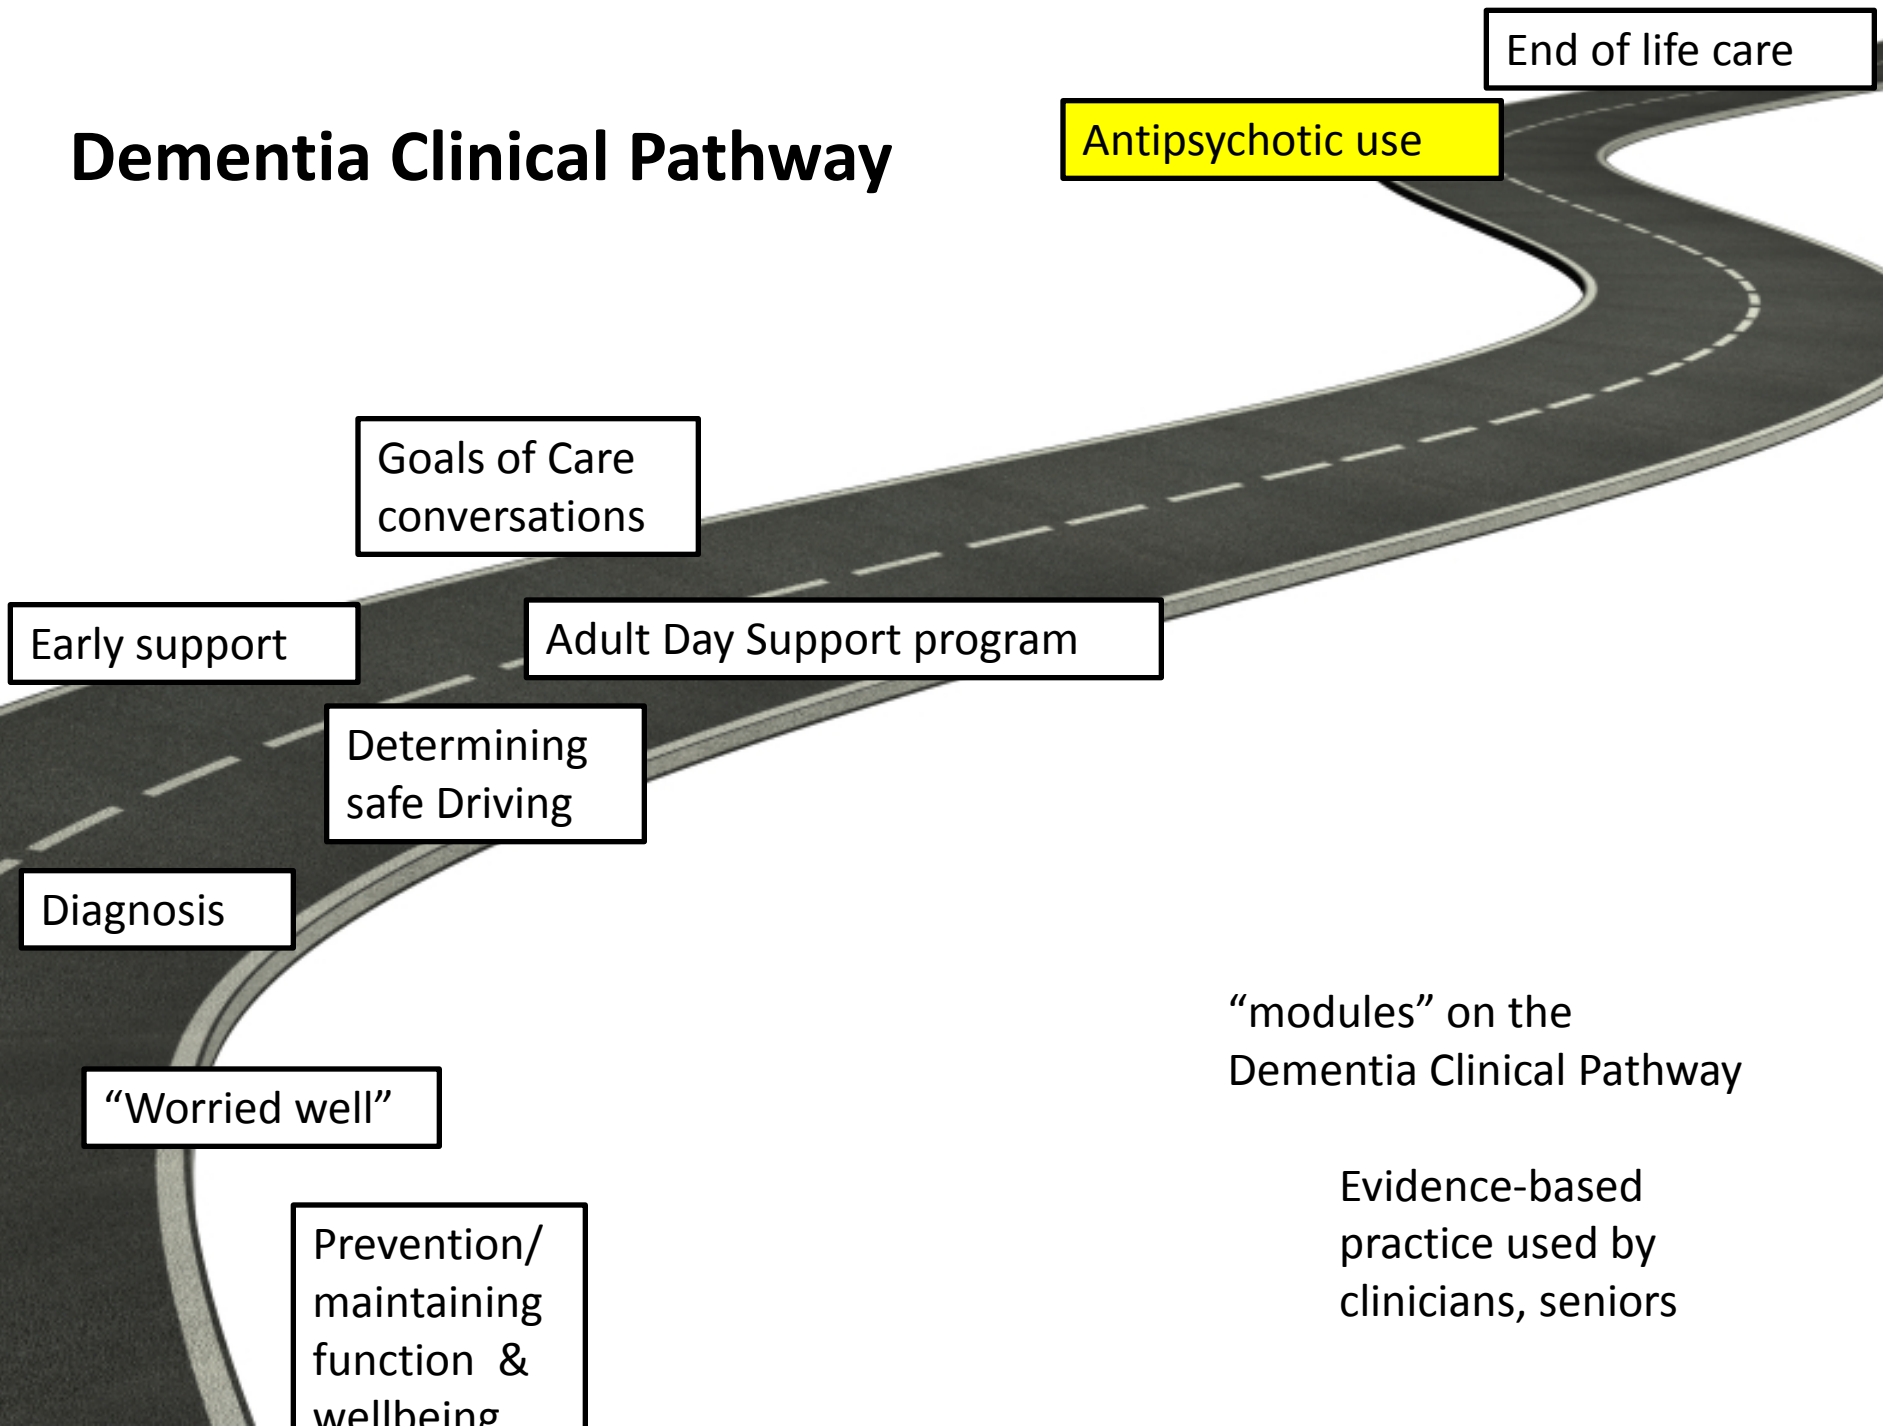 End of life care
Dementia Clinical Pathway
Antipsychotic use
Goals of Care
conversations
Early support
Adult Day Support program
Determining
safe Driving
Diagnosis
“modules” on the
Dementia Clinical Pathway
“Worried well”
Evidence-based
practice used by
clinicians, seniors
Prevention/
maintaining
function &
wellbeing